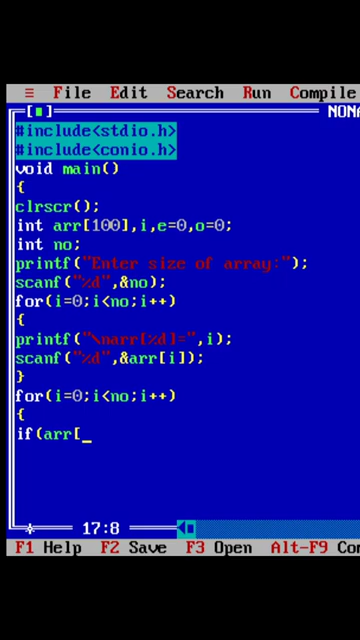 ≡ File Edit Search Run Compile
[■] NONA
#include<stdio.h>
#include<conio.h>
void main()
{
clrscr();
int arr[100],i,e=0,o=0;
int no;
printf("Enter size of array:");
scanf("%d",&no);
for(i=0;i<no;i++)
{
printf("\narr[%d]=",i);
scanf("%d",&arr[i]);
}
for(i=0;i<no;i++)
{
if(arr[_
17:8
F1 Help F2 Save F3 Open Alt-F9 Co